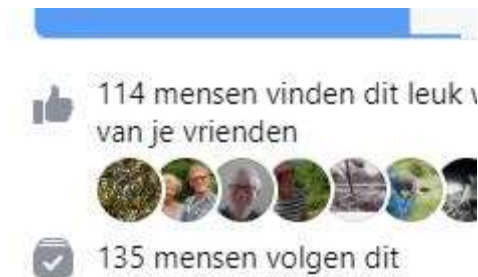 114 mensen vinden dit leuk
van je vrienden
135 mensen volgen dit